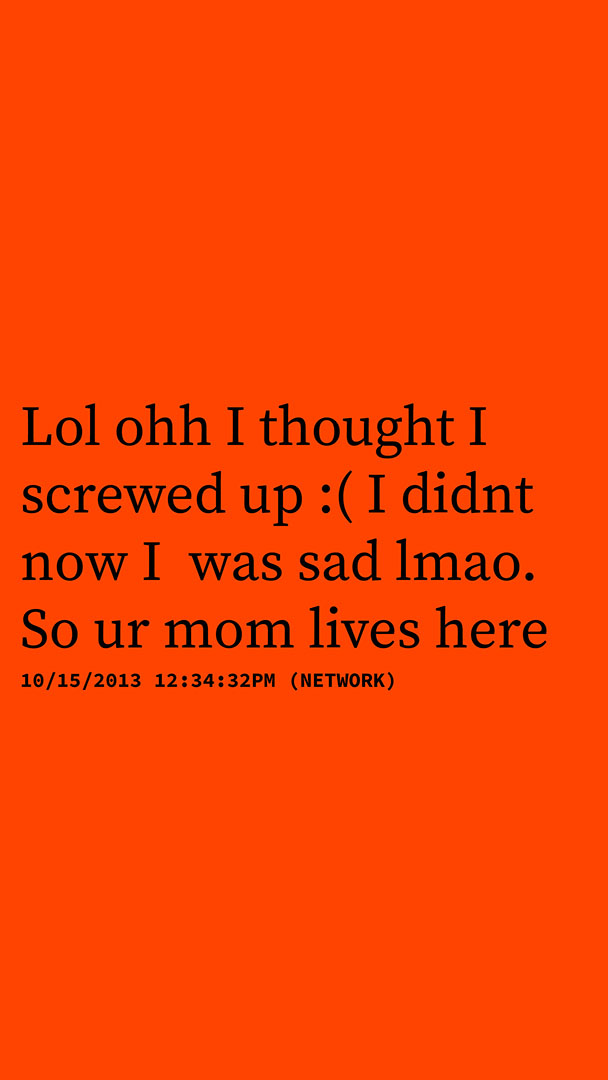 Lol ohh I thought I
screwed up :( I didnt
now I  was sad lmao.
So ur mom lives here
10/15/2013 12:34:32PM (NETWORK)